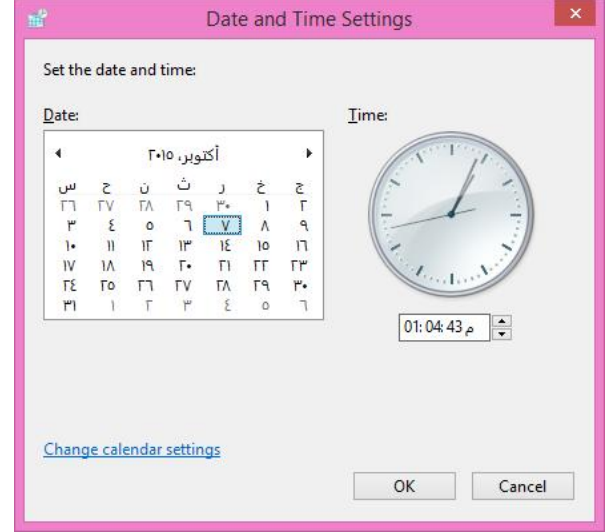 Date and Time Settings
Set the date and time:
Date:
Time:
أكتوبر، ٢٠١٥
س ح ن ث ر خ ج
٢٦ ٢٧ ٢٨ ٢٩ ٣٠ ١ ٢
٣ ٤ ٥ ٦ ٧ ٨ ٩
١٠ ١١ ١٢ ١٣ ١٤ ١٥ ١٦
١٧ ١٨ ١٩ ٢٠ ٢١ ٢٢ ٢٣
٢٤ ٢٥ ٢٦ ٢٧ ٢٨ ٢٩ ٣٠
٣١ ١ ٢ ٣ ٤ ٥ ٦
01:04:43 م
Change calendar settings
OK
Cancel